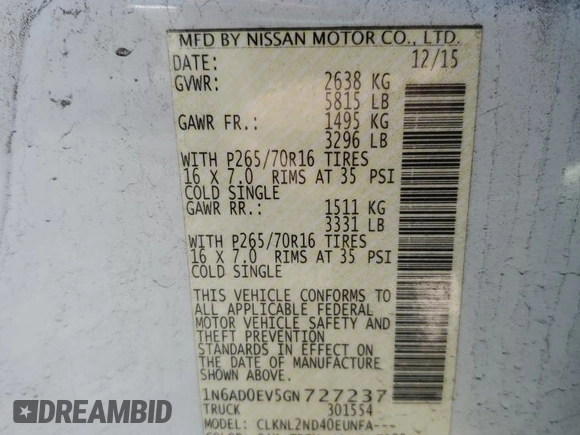 MFD BY NISSAN MOTOR CO., LTD.
DATE: 12/15
GVWR: 2638 KG
5815 LB
GAWR FR.: 1495 KG
3296 LB
WITH P265/70R16 TIRES
16 X 7.0 RIMS AT 35 PSI
COLD SINGLE
GAWR RR.: 1511 KG
3331 LB
WITH P265/70R16 TIRES
16 X 7.0 RIMS AT 35 PSI
COLD SINGLE
THIS VEHICLE CONFORMS TO
ALL APPLICABLE FEDERAL
MOTOR VEHICLE SAFETY AND
THEFT PREVENTION
STANDARDS IN EFFECT ON
THE DATE OF MANUFACTURE
SHOWN ABOVE.
1N6AD0EV5GN727237
TRUCK 301554
MODEL: CLKNL2ND40EUNFA---
DREAMBID